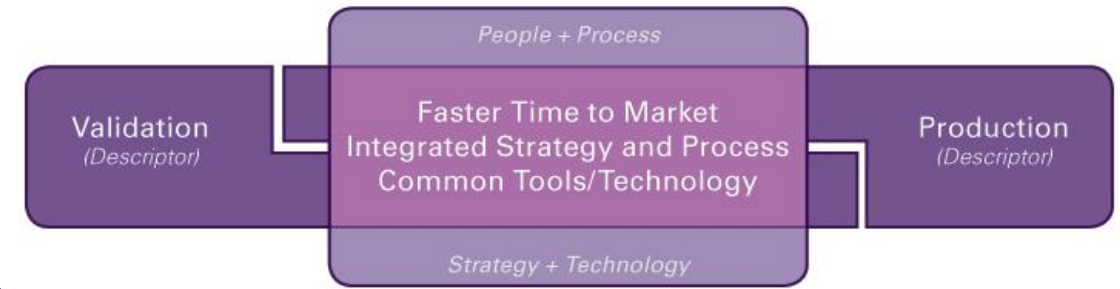 People + Process
Validation
(Descriptor)
Faster Time to Market
Integrated Strategy and Process
Common Tools/Technology
Production
(Descriptor)
Strategy + Technology